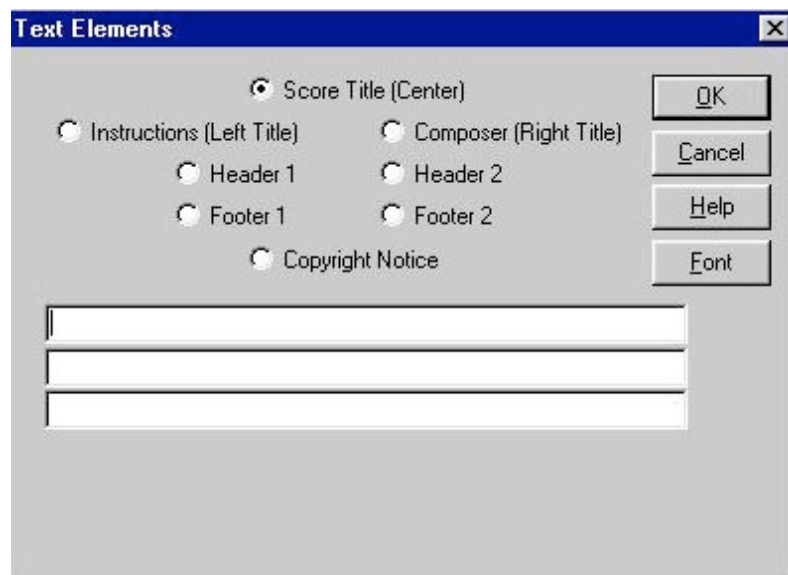 Text Elements
Score Title (Center)
OK
Instructions (Left Title) Composer (Right Title)
Cancel
Header 1 Header 2
Help
Footer 1 Footer 2
Copyright Notice
Font